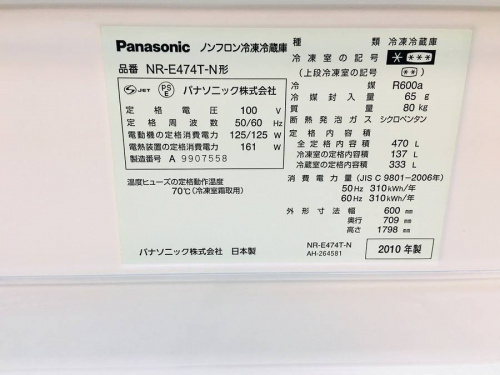 Panasonic ノンフロン冷凍冷蔵庫
品番 NR-E474T-N形
JET PS E パナソニック株式会社
定格電圧 100 V
定格周波数 50/60 Hz
電動機の定格消費電力 125/125 W
電熱装置の定格消費電力 161 W
製造番号 A 9907558
温度ヒューズの定格動作温度
70℃(冷凍室霜取用)
パナソニック株式会社 日本製
種類 冷凍冷蔵庫
冷凍室の記号 ****
(上段冷凍室の記号 **)
冷媒 R600a
冷媒封入量 65 g
質量 80 kg
断熱発泡ガス シクロペンタン
定格内容積
全定格内容積 470 L
冷凍室の定格内容積 137 L
冷蔵室の定格内容積 333 L
消費電力量(JIS C 9801-2006年)
50Hz 310kWh/年
60Hz 310kWh/年
外形寸法 幅 600 mm
奥行 709 mm
高さ 1798 mm
NR-E474T-N
AH-264581
2010年製